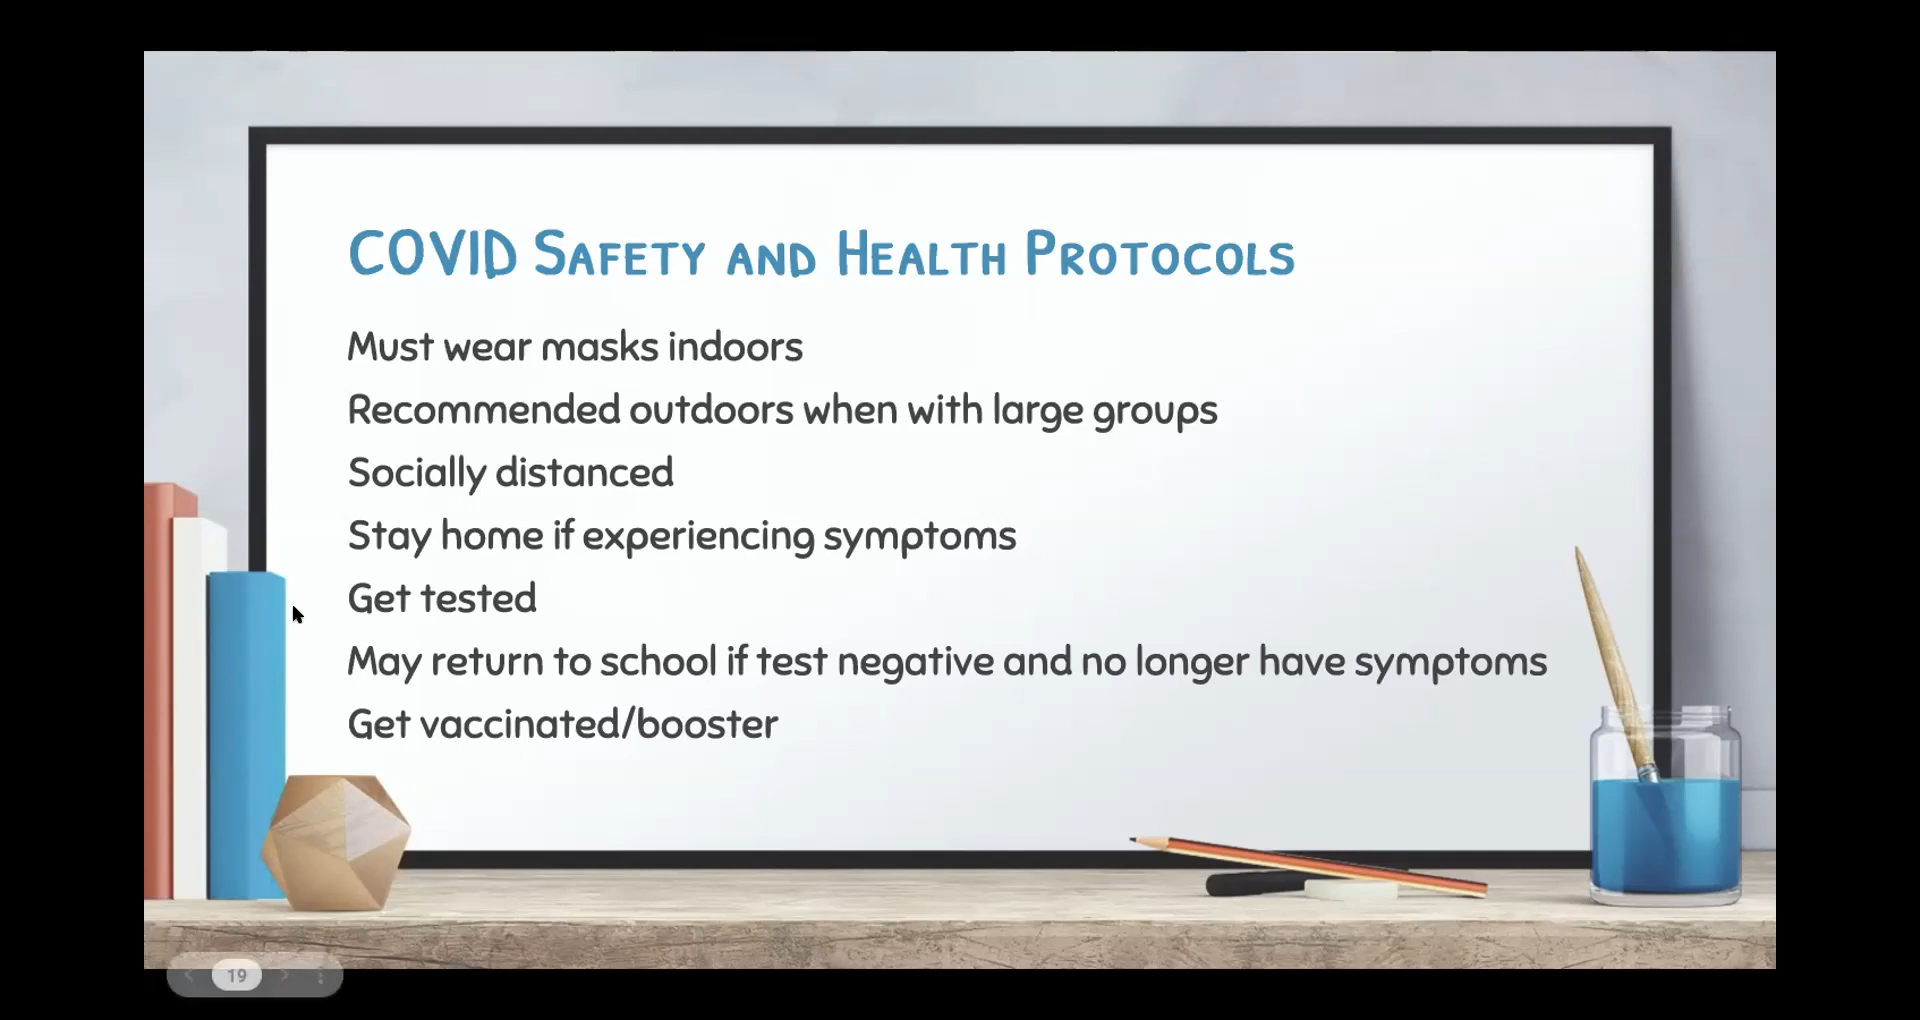 COVID Safety and Health Protocols
Must wear masks indoors
Recommended outdoors when with large groups
Socially distanced
Stay home if experiencing symptoms
Get tested
May return to school if test negative and no longer have symptoms
Get vaccinated/booster
19